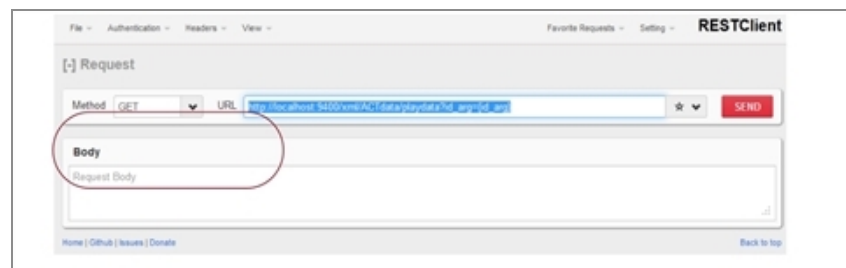 File Authentication Headers View Favorite Requests Setting RESTClient
[-] Request
Method GET URL http://localhost:9400/xml/ACTdata/playdata?id_arg={id_arg} SEND
Body
Request Body
Home | Github | Issues | Donate Back to top